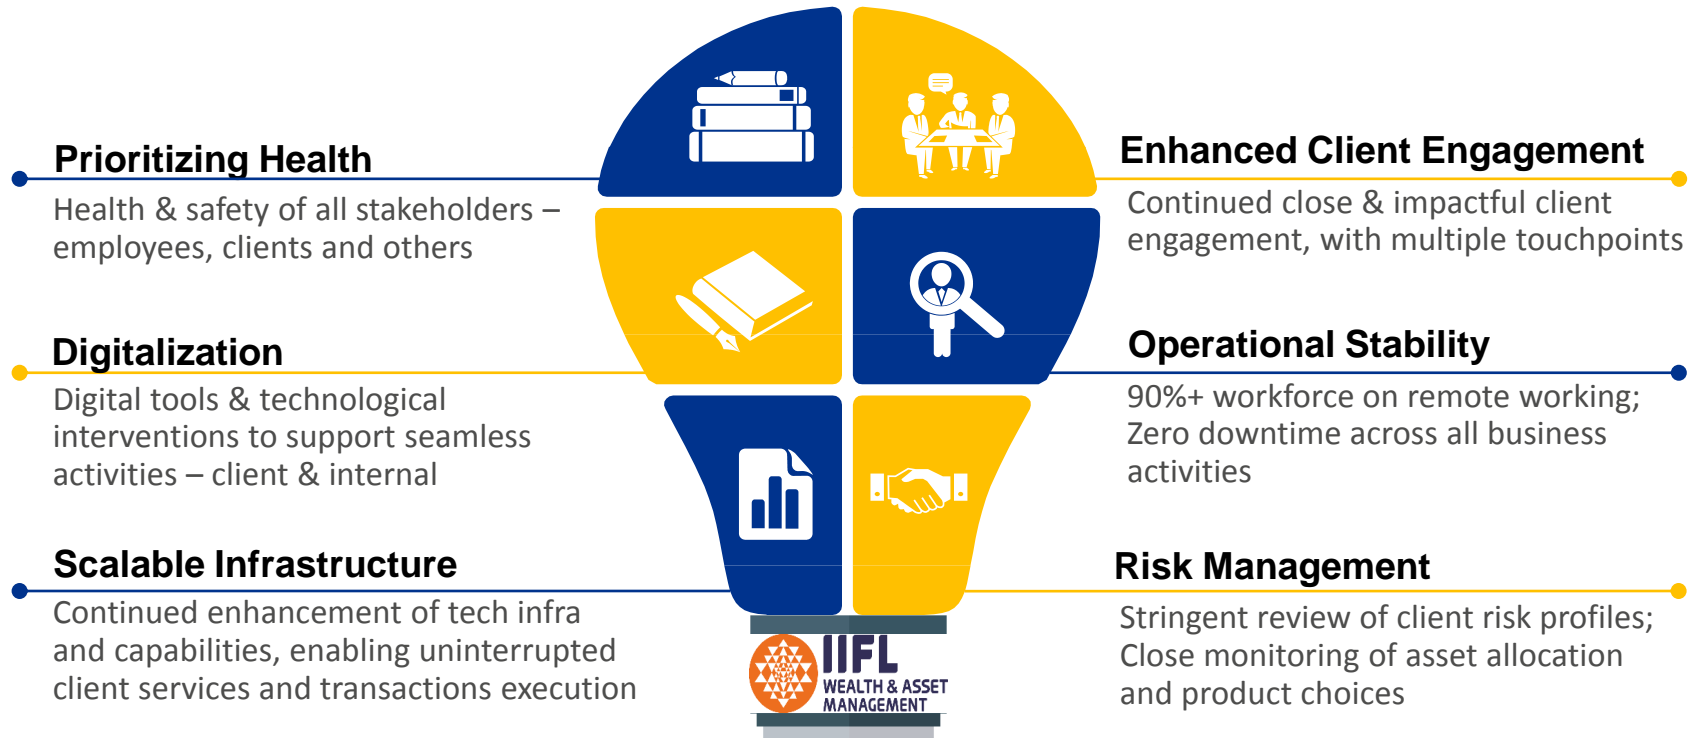 Prioritizing Health
Health & safety of all stakeholders –
employees, clients and others
Digitalization
Digital tools & technological
interventions to support seamless
activities – client & internal
Scalable Infrastructure
Continued enhancement of tech infra
and capabilities, enabling uninterrupted
client services and transactions execution
Enhanced Client Engagement
Continued close & impactful client
engagement, with multiple touchpoints
Operational Stability
90%+ workforce on remote working;
Zero downtime across all business
activities
Risk Management
Stringent review of client risk profiles;
Close monitoring of asset allocation
and product choices
IIFL
WEALTH & ASSET
MANAGEMENT